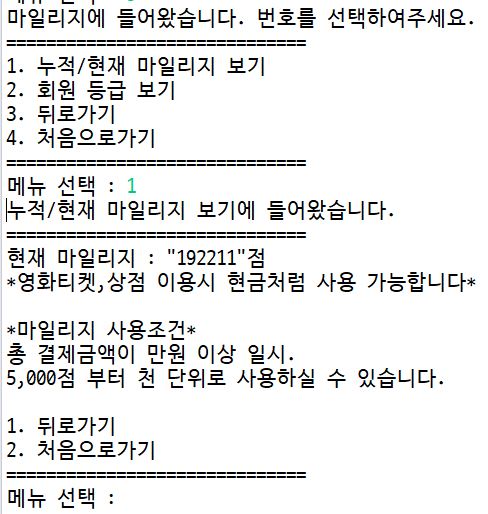 마일리지에 들어왔습니다. 번호를 선택하여주세요.
==============================
1. 누적/현재 마일리지 보기
2. 회원 등급 보기
3. 뒤로가기
4. 처음으로가기
==============================
메뉴 선택 : 1
누적/현재 마일리지 보기에 들어왔습니다.
==============================
현재 마일리지 : "192211"점
*영화티켓,상점 이용시 현금처럼 사용 가능합니다*
*마일리지 사용조건*
총 결제금액이 만원 이상 일시.
5,000점 부터 천 단위로 사용하실 수 있습니다.
1. 뒤로가기
2. 처음으로가기
==============================
메뉴 선택 :